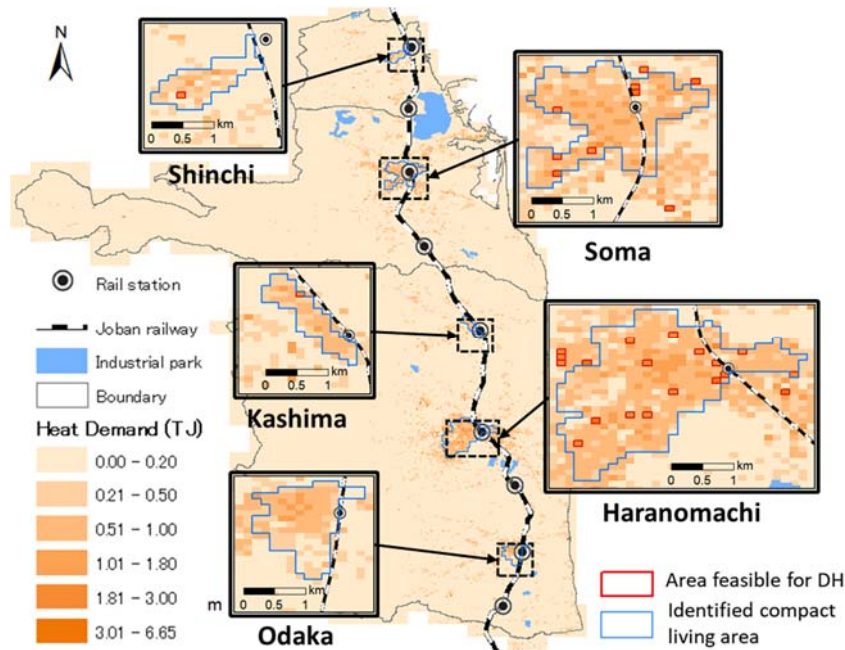 N
0 0.5 1
km
Shinchi
0 0.5 1
km
Soma
Rail station
Joban railway
Industrial park
Boundary
Heat Demand (TJ)
0.00 - 0.20
0.21 - 0.50
0.51 - 1.00
1.01 - 1.80
1.81 - 3.00
3.01 - 6.65
0 0.5 1
km
Kashima
0 0.5 1
km
Haranomachi
0 0.5 1
km
m
Odaka
Area feasible for DH
Identified compact
living area